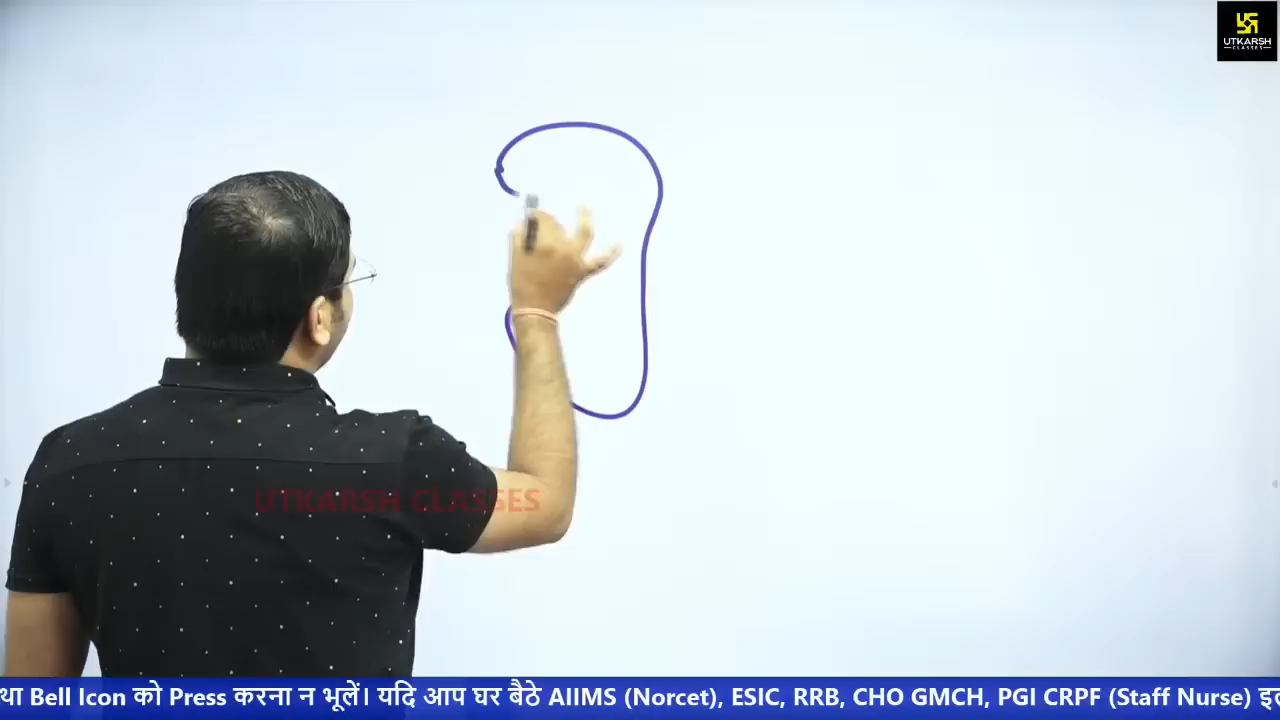 UTKARSH
CLASSES
UTKARSH CLASSES
था Bell Icon को Press करना न भूलें। यदि आप घर बैठे AIIMS (Norcet), ESIC, RRB, CHO GMCH, PGI CRPF (Staff Nurse)